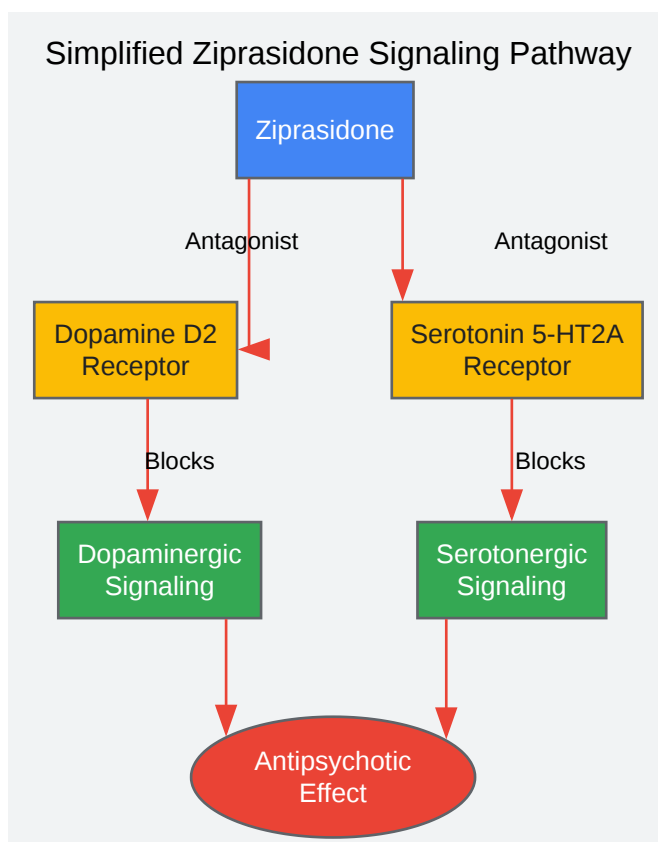 Simplified Ziprasidone Signaling Pathway
Ziprasidone
Antagonist
Antagonist
Dopamine D2
Receptor
Serotonin 5-HT2A
Receptor
Blocks
Blocks
Dopaminergic
Signaling
Serotonergic
Signaling
Antipsychotic
Effect